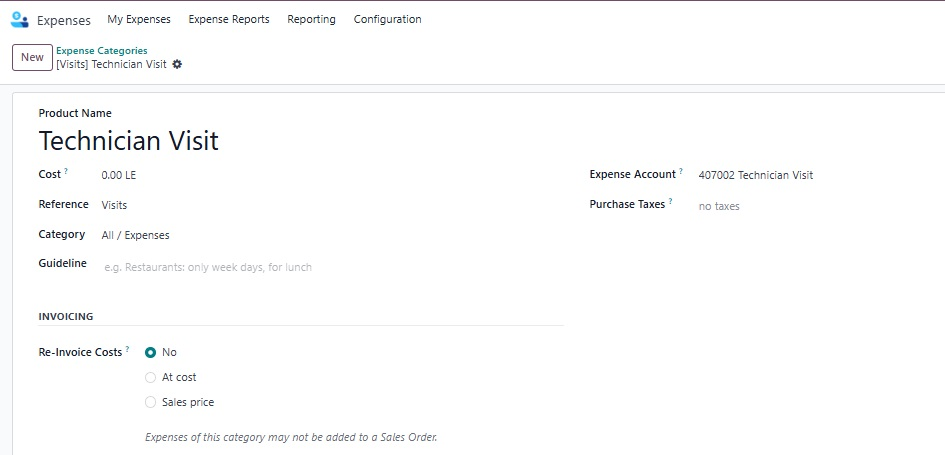 Expenses My Expenses Expense Reports Reporting Configuration
New
Expense Categories
[Visits] Technician Visit
Product Name
Technician Visit
Cost ? 0.00 LE
Expense Account ? 407002 Technician Visit
Reference Visits
Purchase Taxes ? no taxes
Category All / Expenses
Guideline e.g. Restaurants: only week days, for lunch
INVOICING
Re-Invoice Costs ? No
At cost
Sales price
Expenses of this category may not be added to a Sales Order.